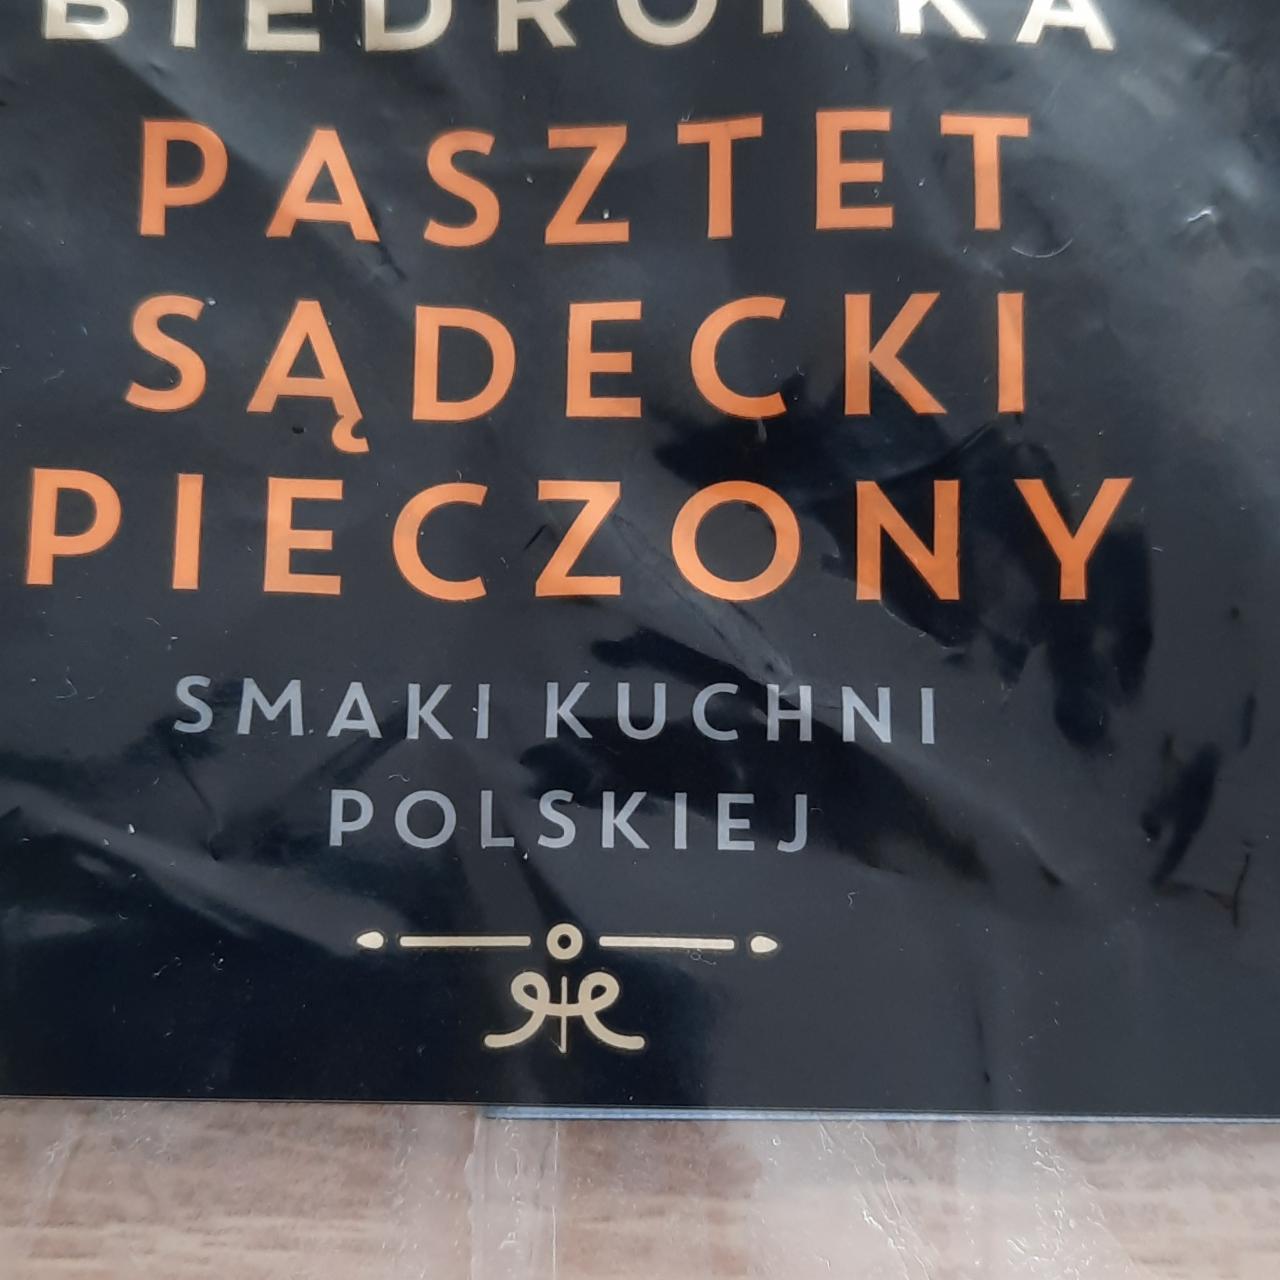 BIEDRONKA
PASZTET
SĄDECKI
PIECZONY
SMAKI KUCHNI
POLSKIEJ